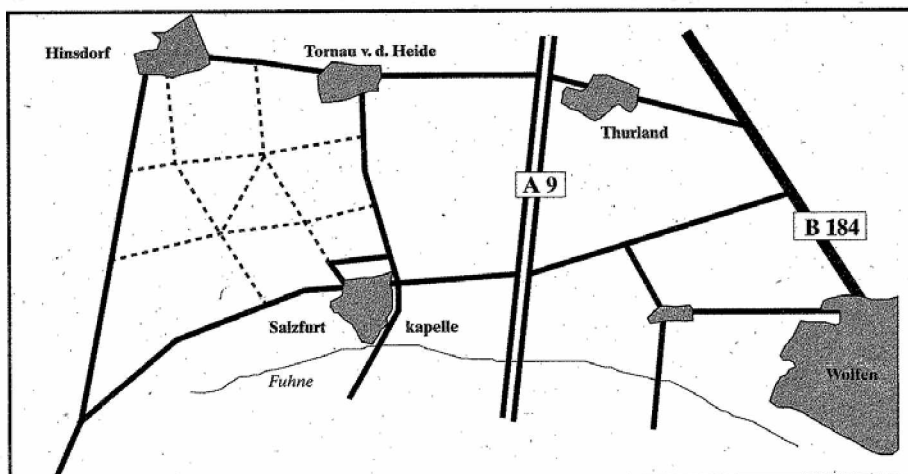 Hinsdorf
Tornau v. d. Heide
Thurland
A 9
B 184
Salzfurt kapelle
Fuhne
Wolfen